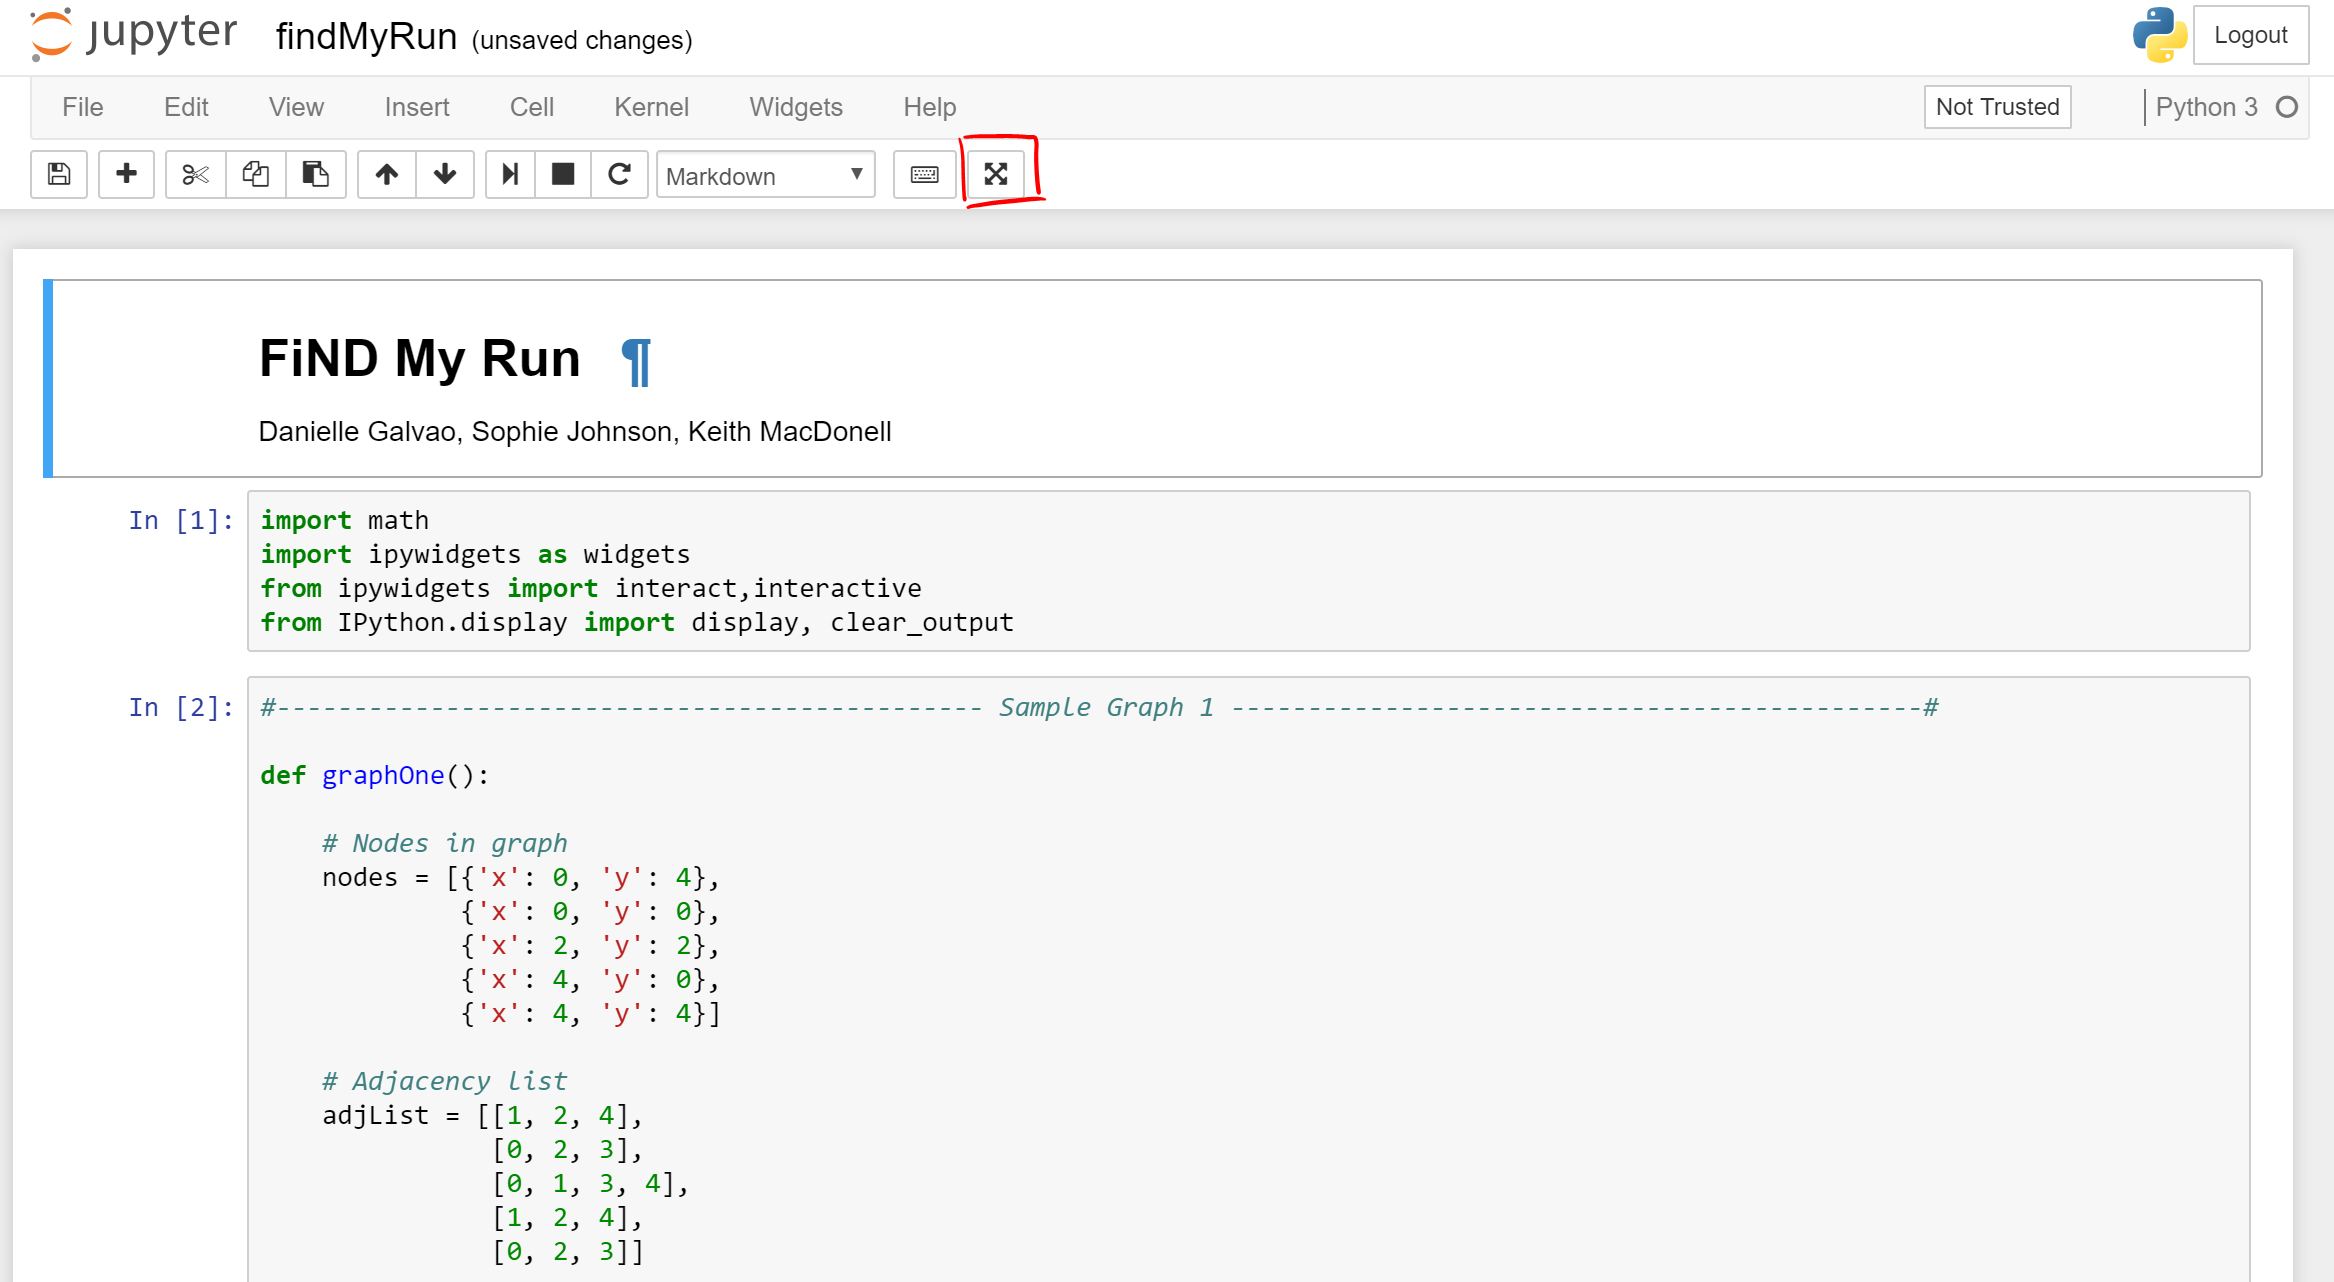 jupyter findMyRun (unsaved changes) Logout
File Edit View Insert Cell Kernel Widgets Help Not Trusted Python 3
Markdown
FiND My Run ¶
Danielle Galvao, Sophie Johnson, Keith MacDonell
In [1]: import math
import ipywidgets as widgets
from ipywidgets import interact,interactive
from IPython.display import display, clear_output
In [2]: #---------------------------------------------- Sample Graph 1 ---------------------------------------------#
def graphOne():
# Nodes in graph
nodes = [{'x': 0, 'y': 4},
{'x': 0, 'y': 0},
{'x': 2, 'y': 2},
{'x': 4, 'y': 0},
{'x': 4, 'y': 4}]
# Adjacency list
adjList = [[1, 2, 4],
[0, 2, 3],
[0, 1, 3, 4],
[1, 2, 4],
[0, 2, 3]]